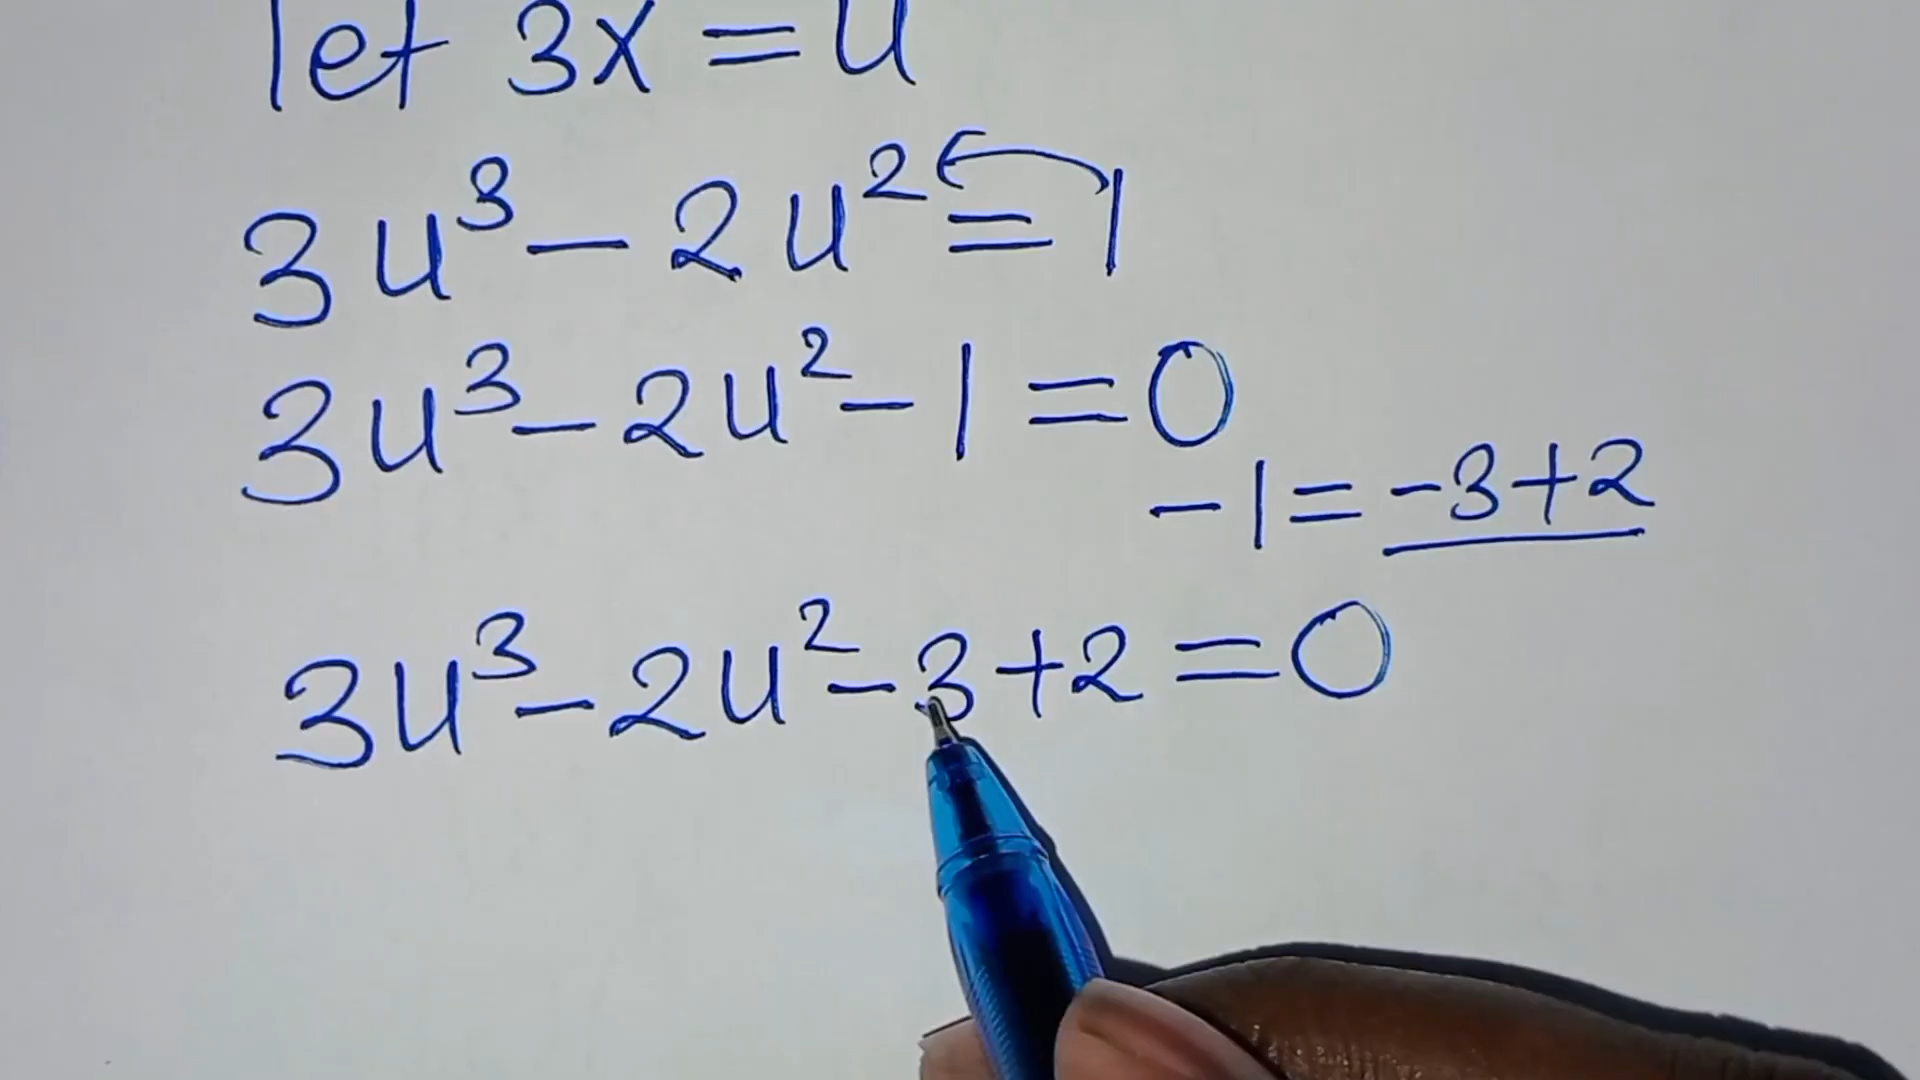 let 3x = u
3u³ - 2u² = 1
3u³ - 2u² - 1 = 0
-1 = -3+2
3u³ - 2u² - 3 + 2 = 0